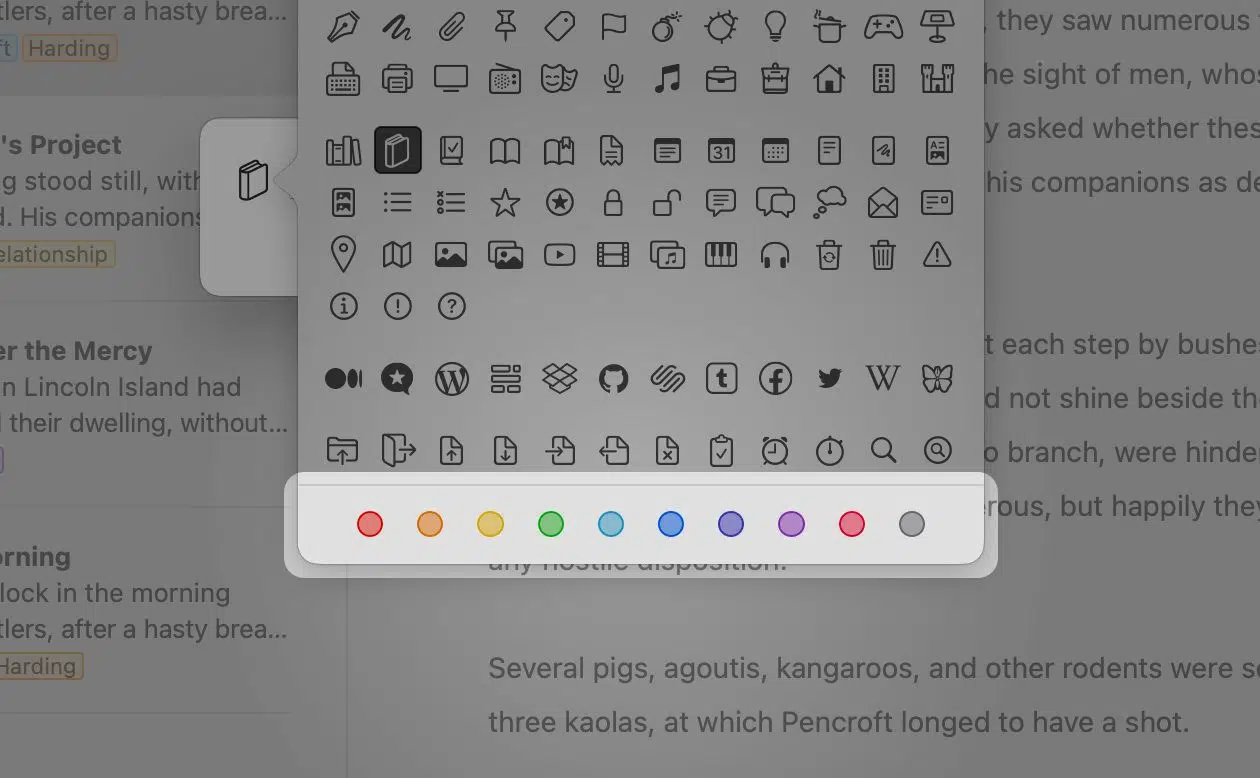 tlers, after a hasty brea...
ft Harding
's Project
g stood still, with
d. His companions
elationship
er the Mercy
n Lincoln Island had
l their dwelling, without...
orning
lock in the morning
tlers, after a hasty brea...
Harding
31
A
t
W
, they saw numerous
he sight of men, whos
y asked whether thes
his companions as de
t each step by bushe
d not shine beside th
o branch, were hinde
rous, but happily they
any hostile disposition.
Several pigs, agoutis, kangaroos, and other rodents were s
three kaolas, at which Pencroft longed to have a shot.